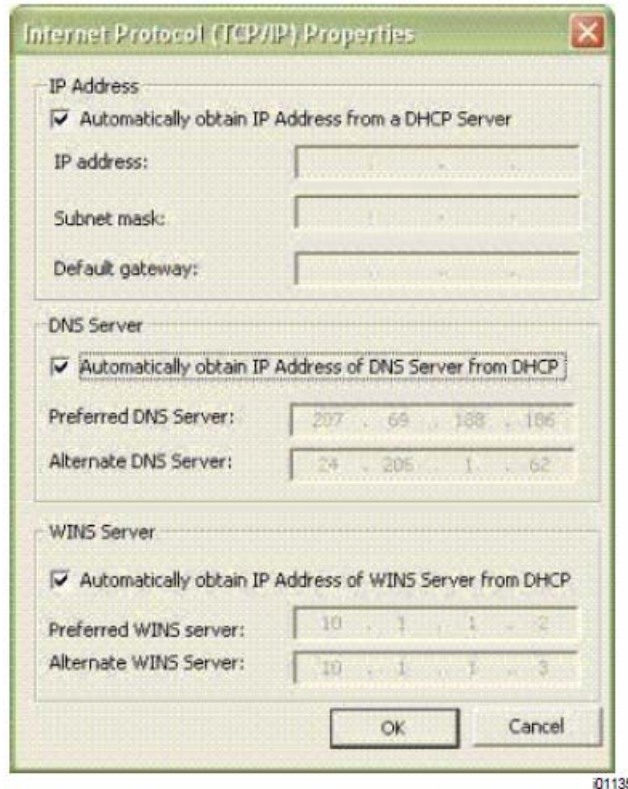 Internet Protocol (TCP/IP) Properties
IP Address
Automatically obtain IP Address from a DHCP Server
IP address: . . .
Subnet mask: . . .
Default gateway: . . .
DNS Server
Automatically obtain IP Address of DNS Server from DHCP
Preferred DNS Server: 207 . 69 . 188 . 186
Alternate DNS Server: 24 . 205 . 1 . 62
WINS Server
Automatically obtain IP Address of WINS Server from DHCP
Preferred WINS server: 10 . 1 . 1 . 2
Alternate WINS Server: 10 . 1 . 1 . 3
OK Cancel
i01135